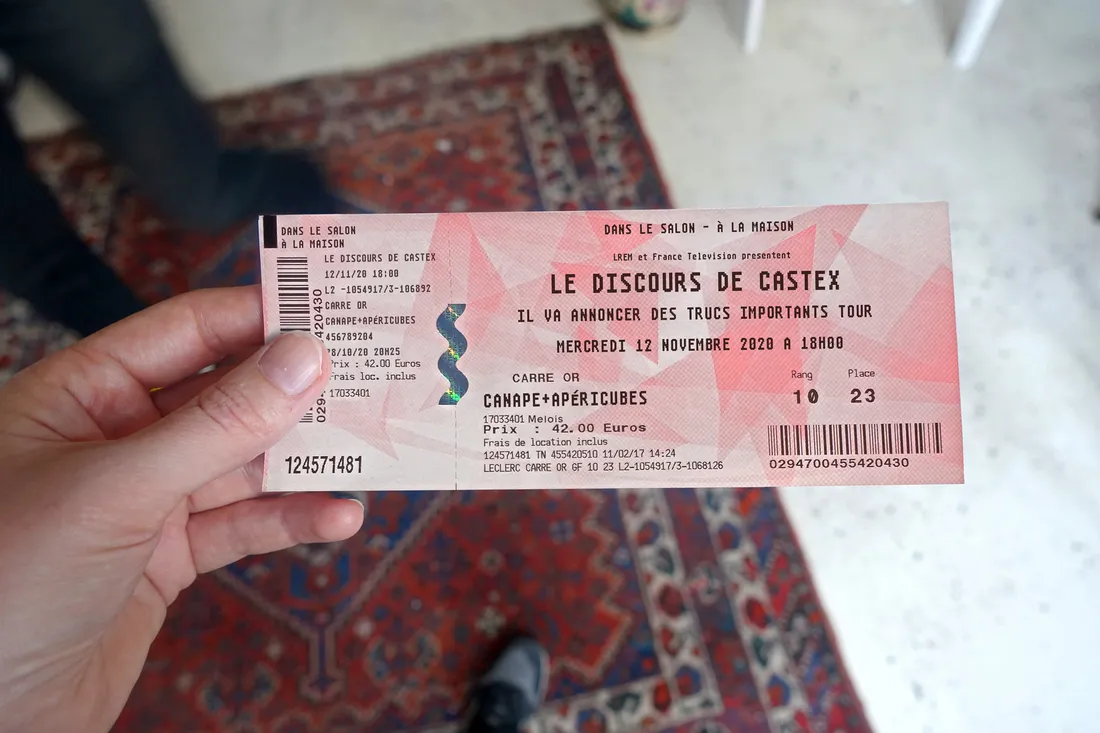 DANS LE SALON
À LA MAISON
LE DISCOURS DE CASTEX
12/11/20 18:00
L2 -1054917/3-106892
CARRE OR
CANAPE+APéRICUBES
456789204
28/10/20 20H25
Prix : 42.00 Euros
Frais loc. inclus
17033401
124571481
DANS LE SALON - À LA MAISON
LREM et France Television presentent
LE DISCOURS DE CASTEX
IL VA ANNONCER DES TRUCS IMPORTANTS TOUR
MERCREDI 12 NOVEMBRE 2020 A 18H00
CARRE OR
Rang Place
CANAPE+APÉRICUBES
10 23
17033401 Melois
Prix : 42.00 Euros
Frais de location inclus
124571481 TN 455420510 11/02/17 14:24
LECLERC CARRE OR GF 10 23 L2-1054917/3-1068126
0294700455420430